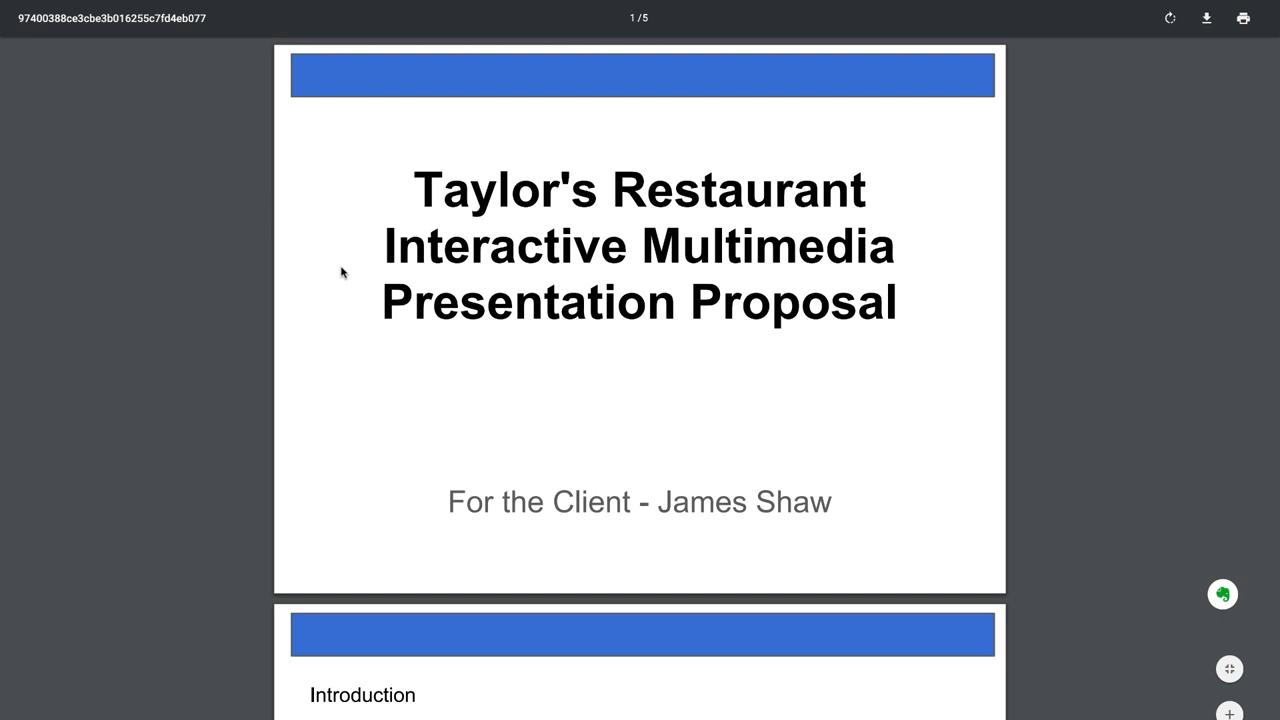 97400388ce3cbe3b016255c7fd4eb077
1 / 5
Taylor's Restaurant
Interactive Multimedia
Presentation Proposal
For the Client - James Shaw
Introduction